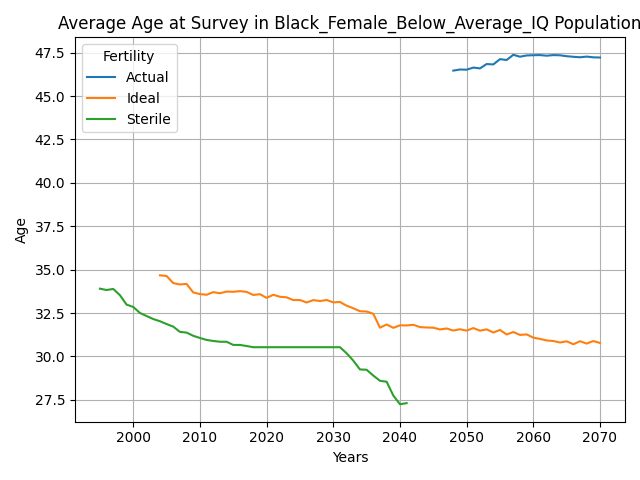 Average Age at Survey in Black_Female_Below_Average_IQ Population
Fertility
Actual
Ideal
Sterile
Age
47.5
45.0
42.5
40.0
37.5
35.0
32.5
30.0
27.5
2000 2010 2020 2030 2040 2050 2060 2070
Years